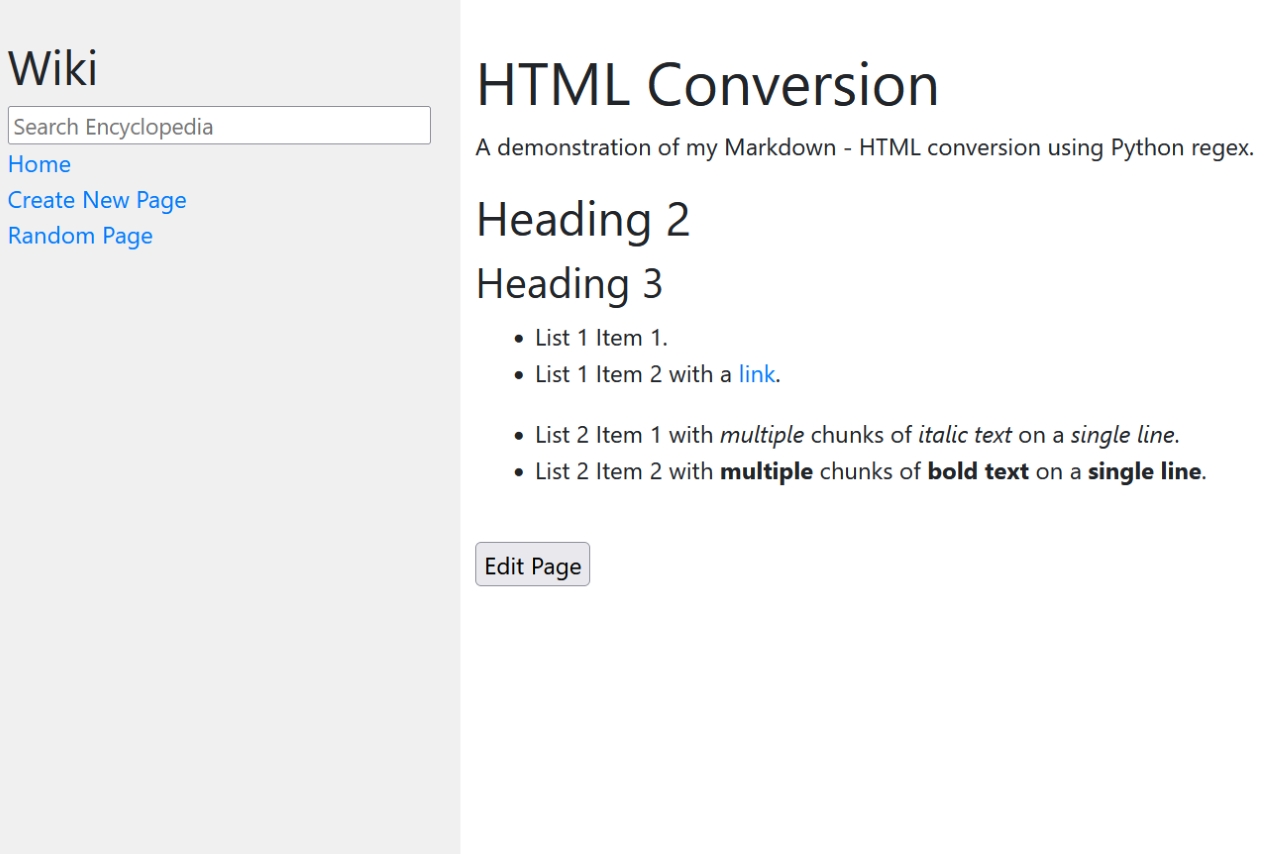 Wiki
Search Encyclopedia
Home
Create New Page
Random Page
HTML Conversion
A demonstration of my Markdown - HTML conversion using Python regex.
Heading 2
Heading 3
List 1 Item 1.
List 1 Item 2 with a link.
List 2 Item 1 with multiple chunks of italic text on a single line.
List 2 Item 2 with multiple chunks of bold text on a single line.
Edit Page